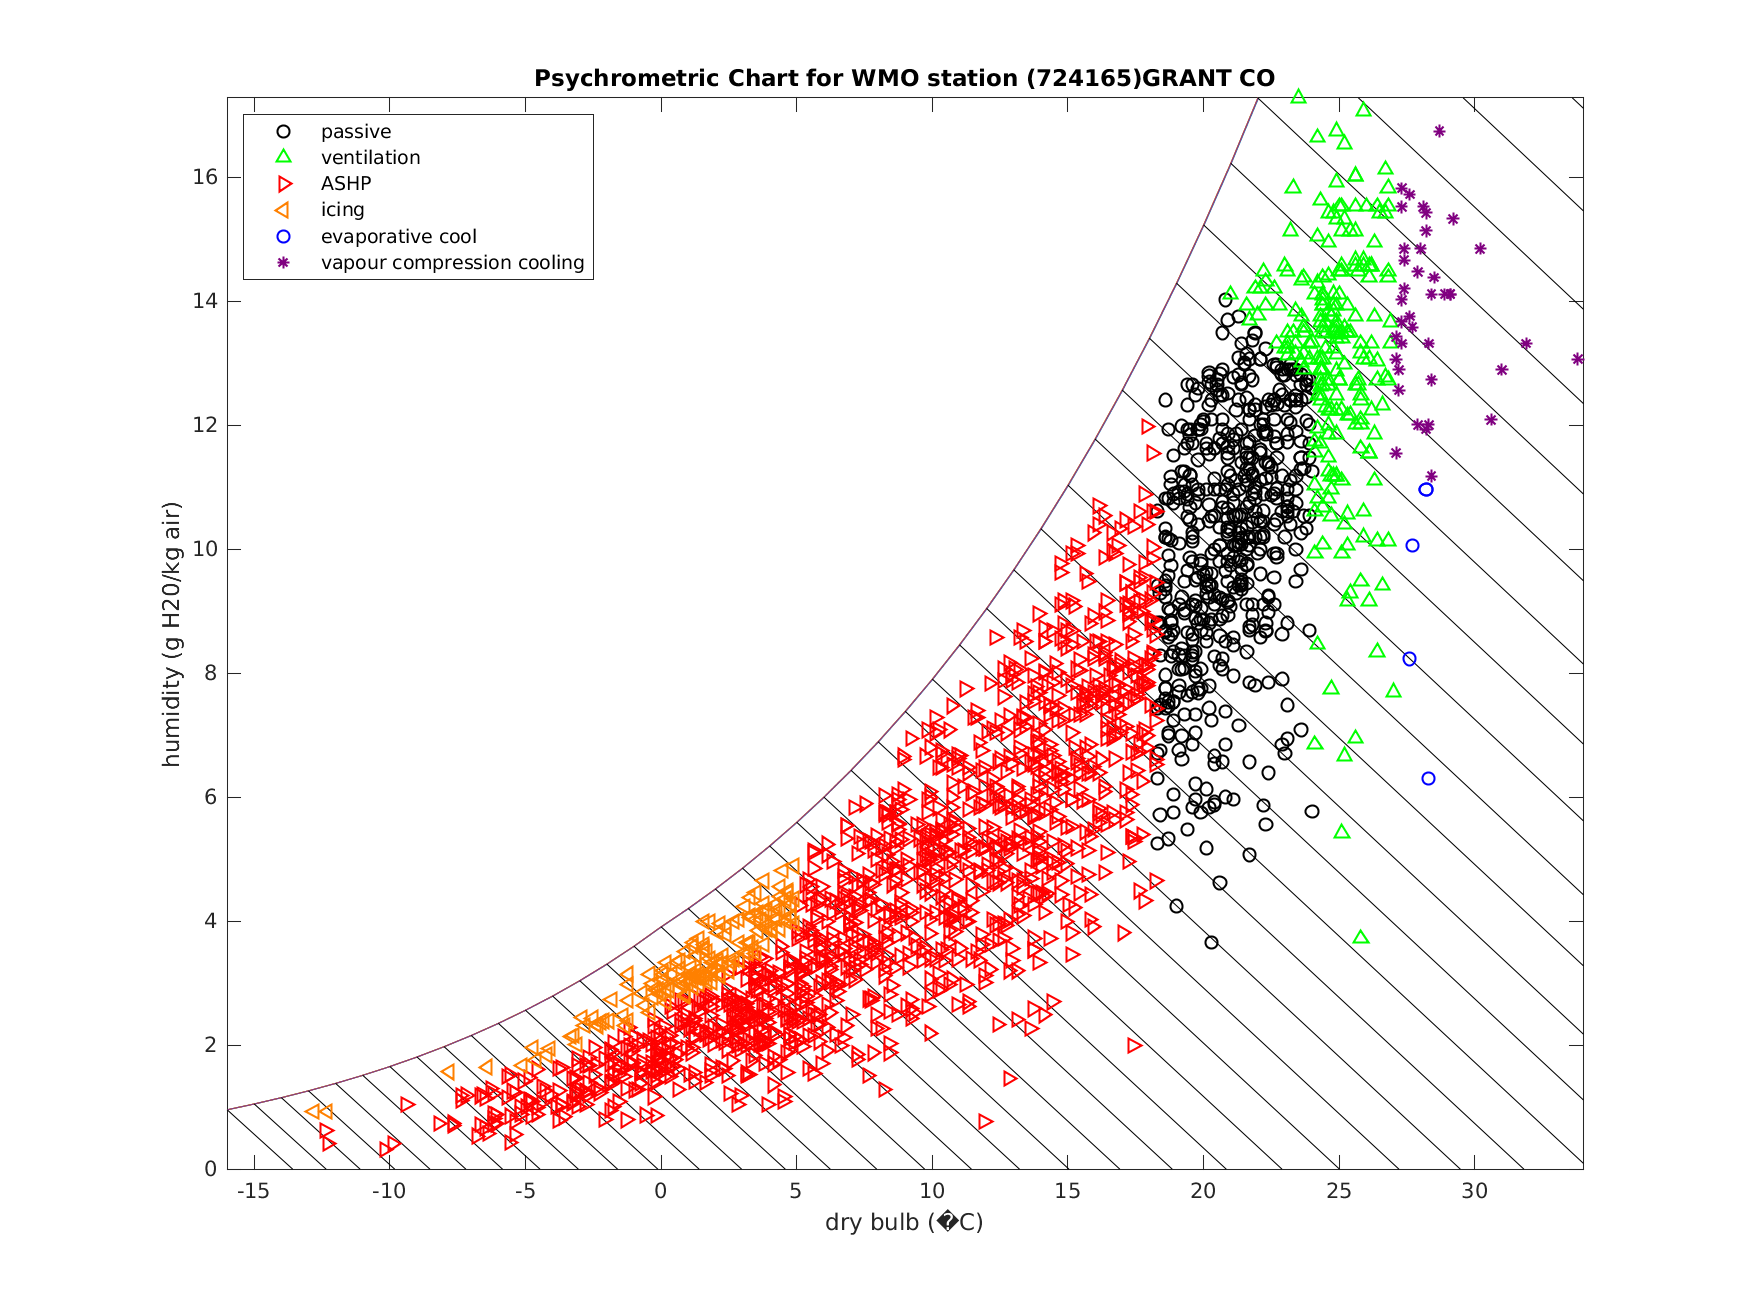 Psychrometric Chart for WMO station (724165)GRANT CO
passive
ventilation
ASHP
icing
evaporative cool
vapour compression cooling
humidity (g H20/kg air)
16
14
12
10
8
6
4
2
0
-15 -10 -5 0 5 10 15 20 25 30
dry bulb (�C)